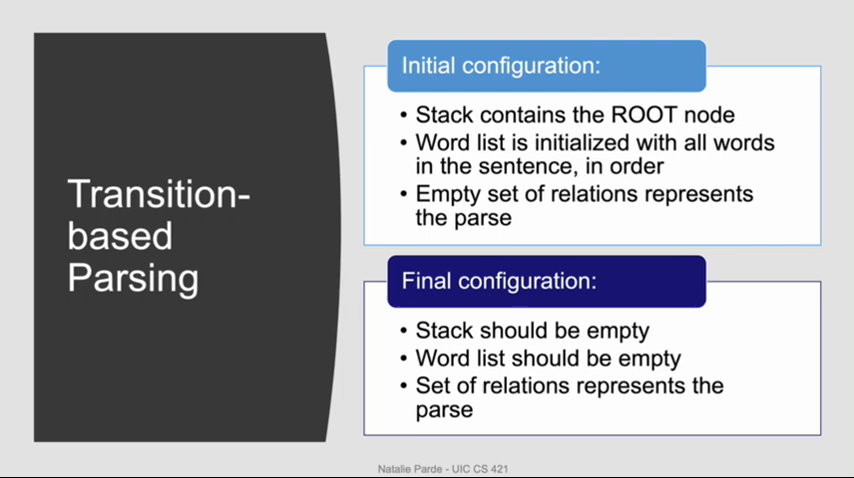 Transition-
based
Parsing
Initial configuration:
• Stack contains the ROOT node
• Word list is initialized with all words
in the sentence, in order
• Empty set of relations represents
the parse
Final configuration:
• Stack should be empty
• Word list should be empty
• Set of relations represents the
parse
Natalie Parde - UIC CS 421